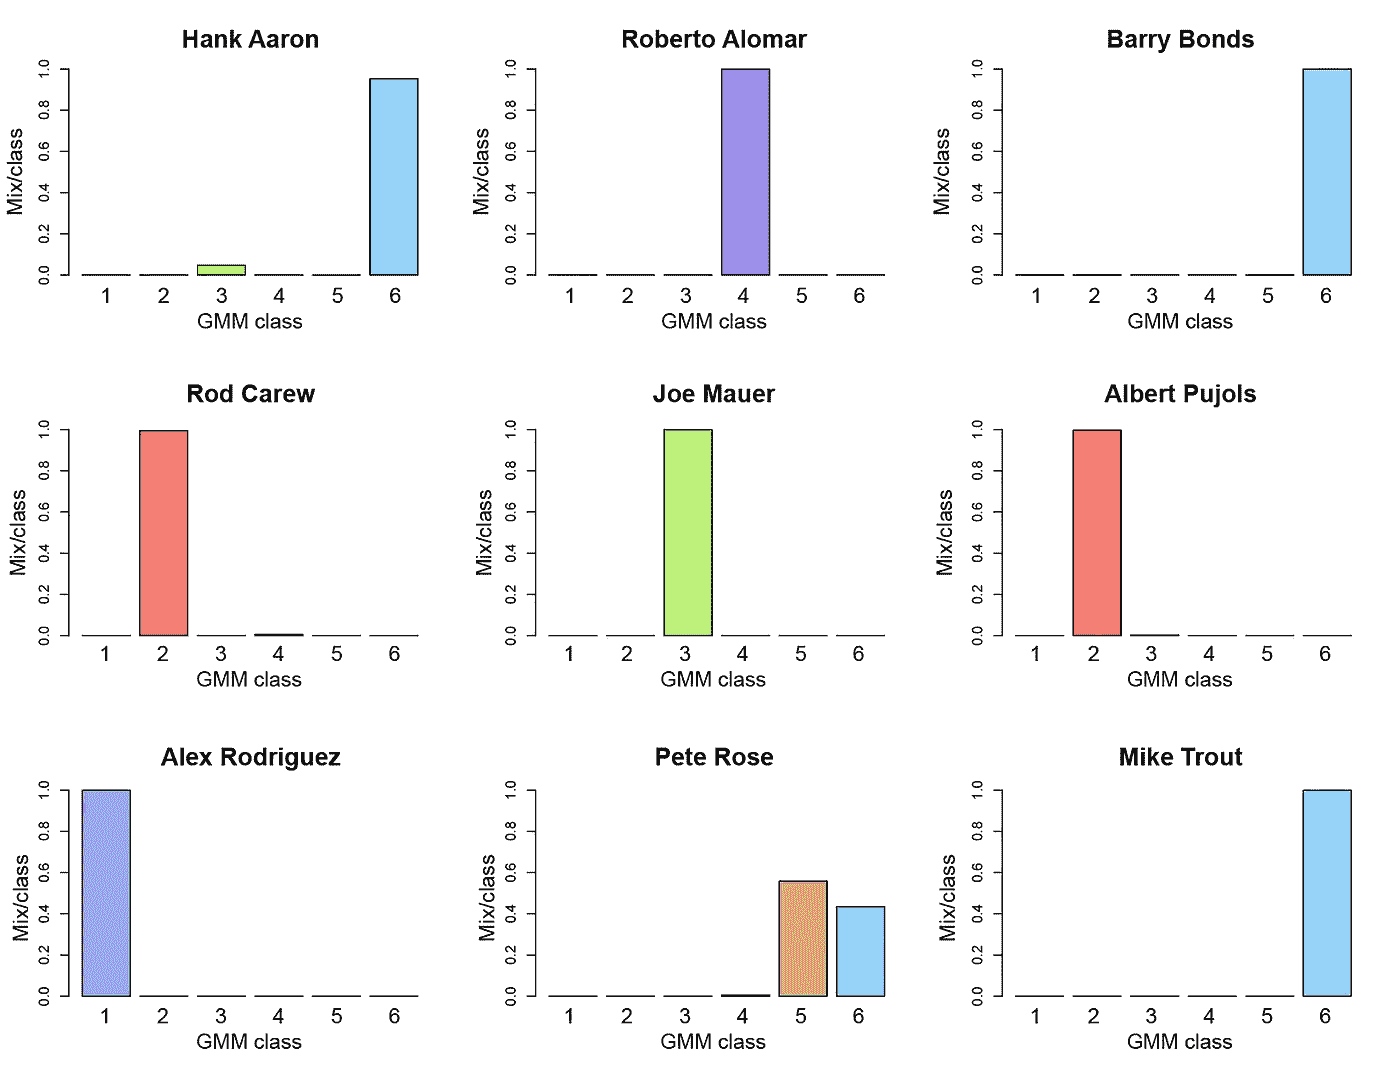 Hank Aaron
Mix/class
0.0 0.2 0.4 0.6 0.8 1.0
1 2 3 4 5 6
GMM class
Roberto Alomar
Mix/class
0.0 0.2 0.4 0.6 0.8 1.0
1 2 3 4 5 6
GMM class
Barry Bonds
Mix/class
0.0 0.2 0.4 0.6 0.8 1.0
1 2 3 4 5 6
GMM class
Rod Carew
Mix/class
0.0 0.2 0.4 0.6 0.8 1.0
1 2 3 4 5 6
GMM class
Joe Mauer
Mix/class
0.0 0.2 0.4 0.6 0.8 1.0
1 2 3 4 5 6
GMM class
Albert Pujols
Mix/class
0.0 0.2 0.4 0.6 0.8 1.0
1 2 3 4 5 6
GMM class
Alex Rodriguez
Mix/class
0.0 0.2 0.4 0.6 0.8 1.0
1 2 3 4 5 6
GMM class
Pete Rose
Mix/class
0.0 0.2 0.4 0.6 0.8 1.0
1 2 3 4 5 6
GMM class
Mike Trout
Mix/class
0.0 0.2 0.4 0.6 0.8 1.0
1 2 3 4 5 6
GMM class